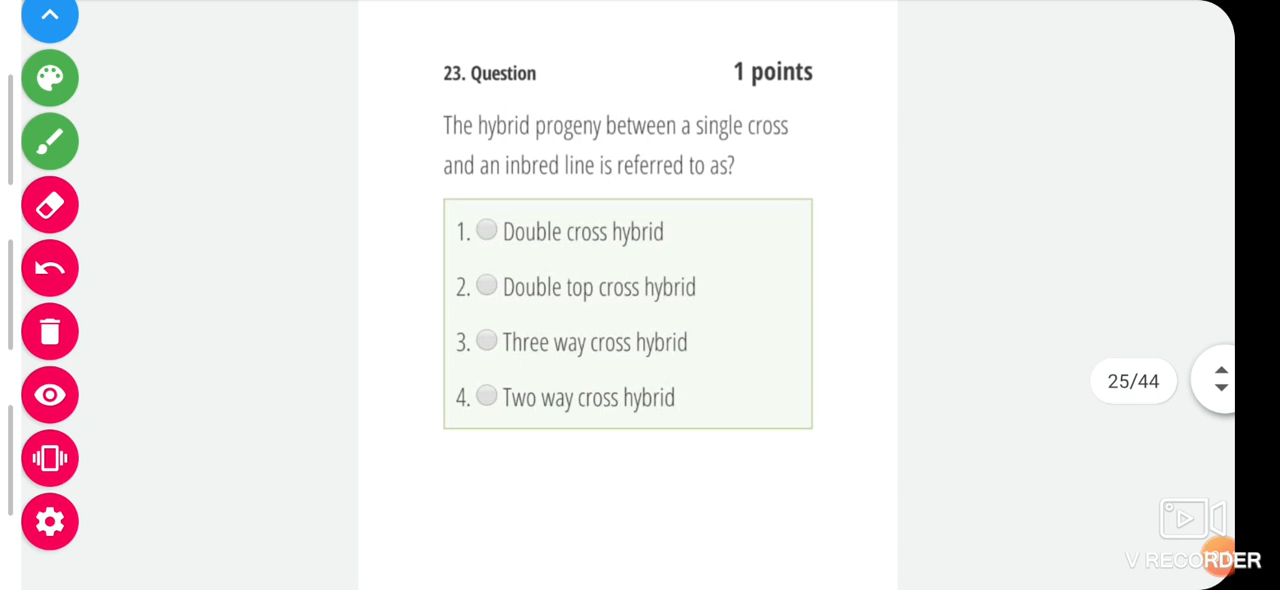 23. Question 1 points
The hybrid progeny between a single cross
and an inbred line is referred to as?
1. Double cross hybrid
2. Double top cross hybrid
3. Three way cross hybrid
4. Two way cross hybrid
25/44
V RECORDER